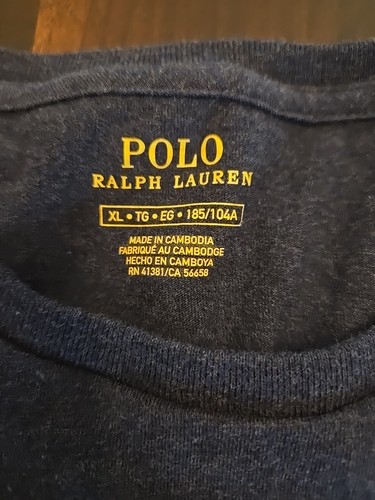 POLO
RALPH LAUREN
XL • TG • EG • 185/104A
MADE IN CAMBODIA
FABRIQUÉ AU CAMBODGE
HECHO EN CAMBOYA
RN 41381/CA 56658